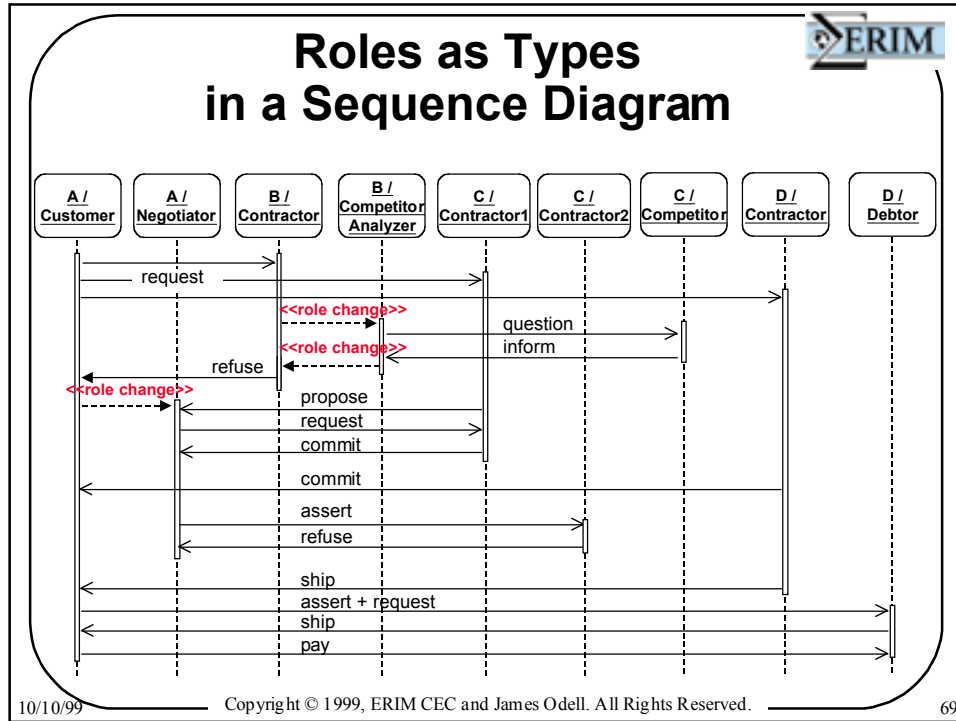 Roles as Types
in a Sequence Diagram
ERIM
A /
Customer
A /
Negotiator
B /
Contractor
B /
Competitor
Analyzer
C /
Contractor1
C /
Contractor2
C /
Competitor
D /
Contractor
D /
Debtor
request
<<role change>>
question
<<role change>>
inform
refuse
<<role change>>
propose
request
commit
commit
assert
refuse
ship
assert + request
ship
pay
10/10/99
Copyright © 1999, ERIM CEC and James Odell. All Rights Reserved.
69